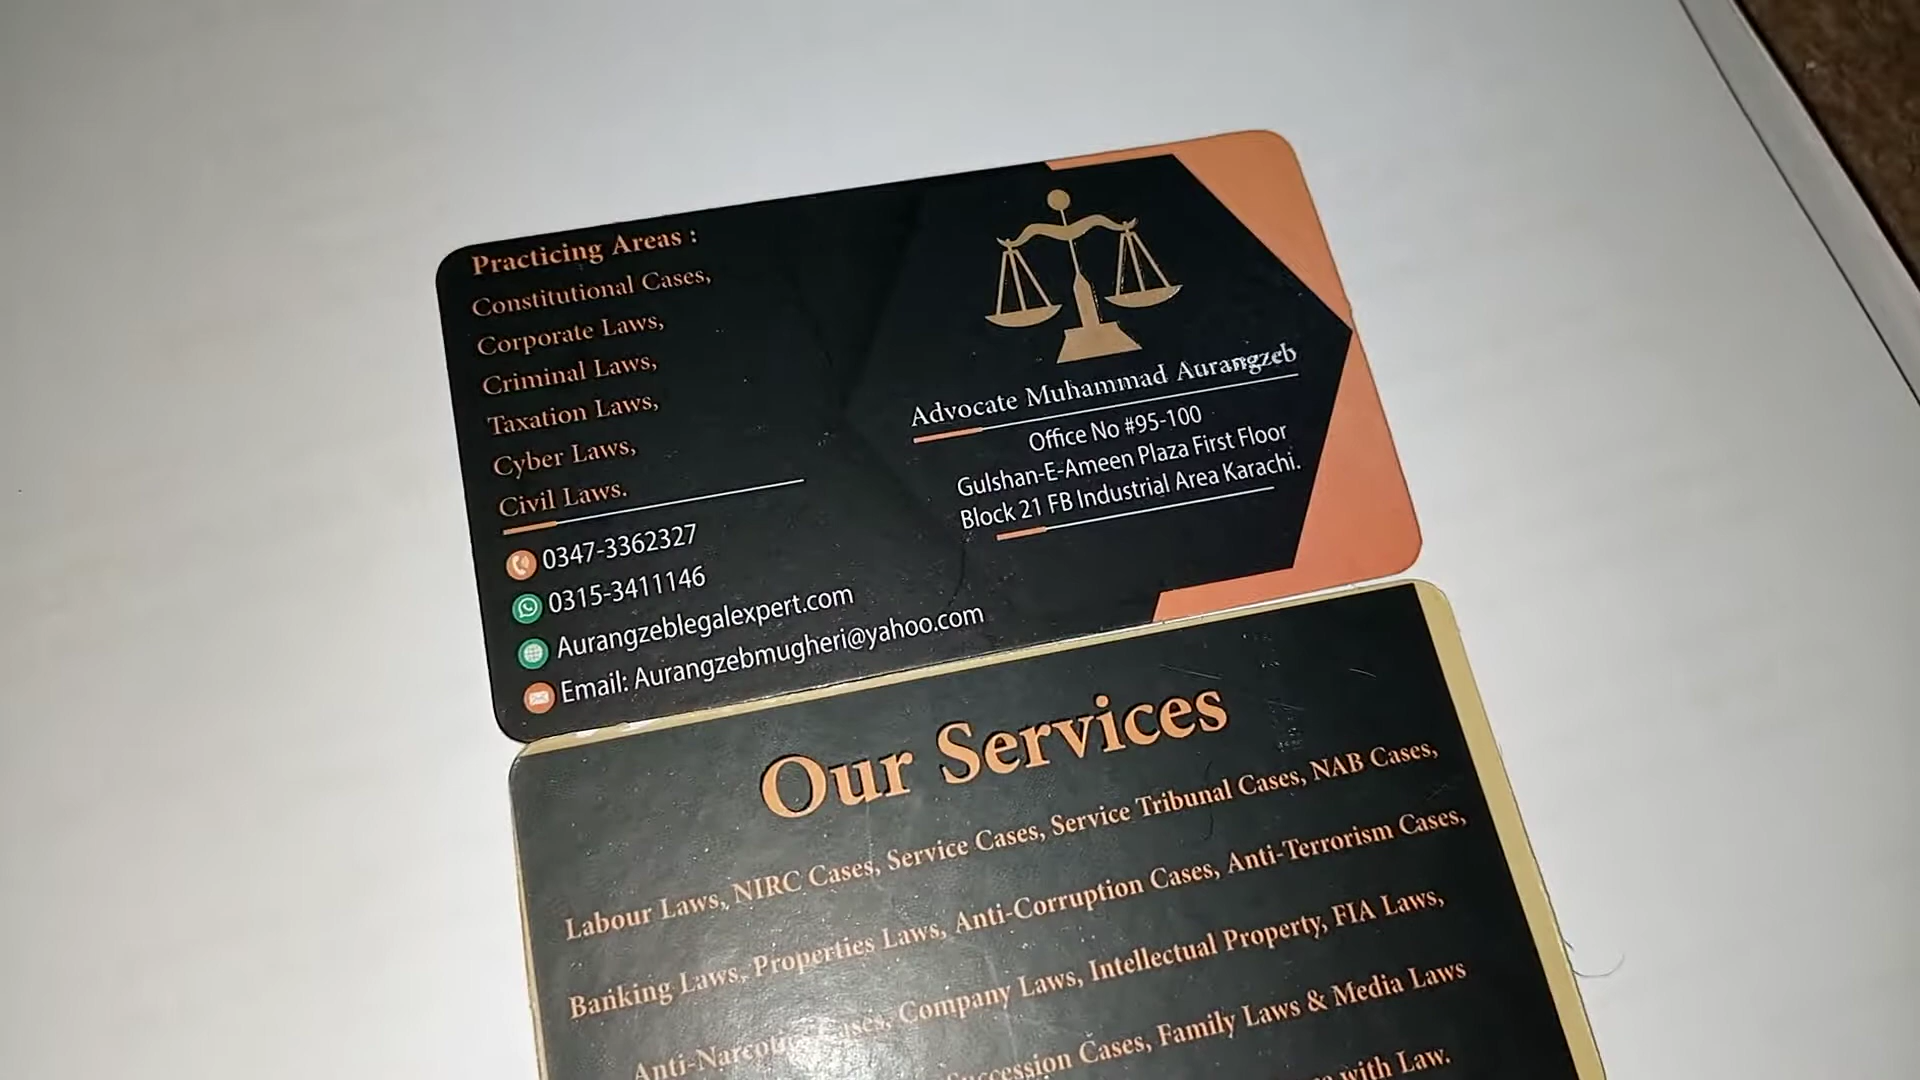 Practicing Areas :
Constitutional Cases,
Corporate Laws,
Criminal Laws,
Taxation Laws,
Cyber Laws,
Civil Laws.
0347-3362327
0315-3411146
Aurangzeblegalexpert.com
Email: Aurangzebmugheri@yahoo.com
Advocate Muhammad Aurangzeb
Office No #95-100
Gulshan-E-Ameen Plaza First Floor
Block 21 FB Industrial Area Karachi.
Our Services
Labour Laws, NIRC Cases, Service Cases, Service Tribunal Cases, NAB Cases,
Banking Laws, Properties Laws, Anti-Corruption Cases, Anti-Terrorism Cases,
Company Laws, Intellectual Property, FIA Laws,
Cases, Family Laws & Media Laws
with Law.